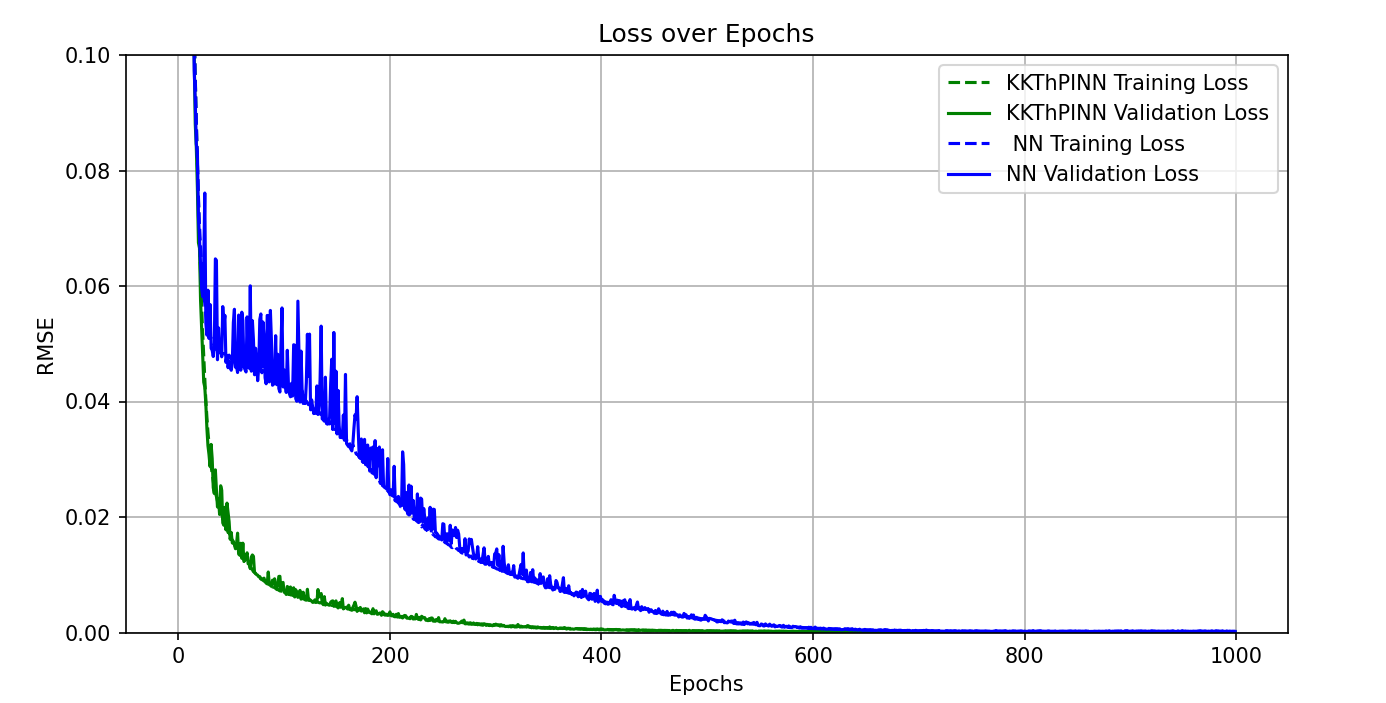 Loss over Epochs
RMSE
0.10
0.08
0.06
0.04
0.02
0.00
KKThPINN Training Loss
KKThPINN Validation Loss
NN Training Loss
NN Validation Loss
0 200 400 600 800 1000
Epochs